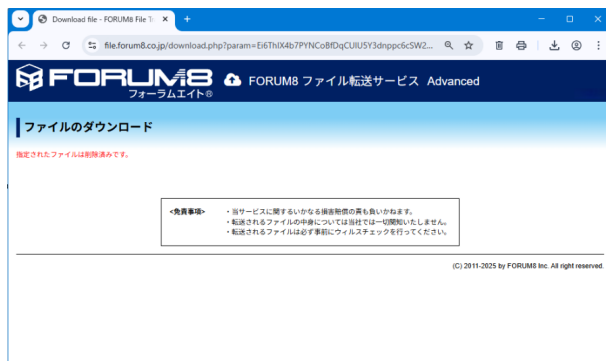 Download file - FORUM8 File Tr
file.forum8.co.jp/download.php?param=Ei6ThIX4b7PYNCoBfDqCUIU5Y3dnppc6cSW2...
FORUM8
フォーラムエイト®
FORUM8 ファイル転送サービス Advanced
ファイルのダウンロード
指定されたファイルは削除済みです。
<免責事項>
・当サービスに関するいかなる損害賠償の責も負いかねます。
・転送されるファイルの中身については当社では一切関知いたしません。
・転送されるファイルは必ず事前にウィルスチェックを行ってください。
(C) 2011-2025 by FORUM8 Inc. All right reserved.